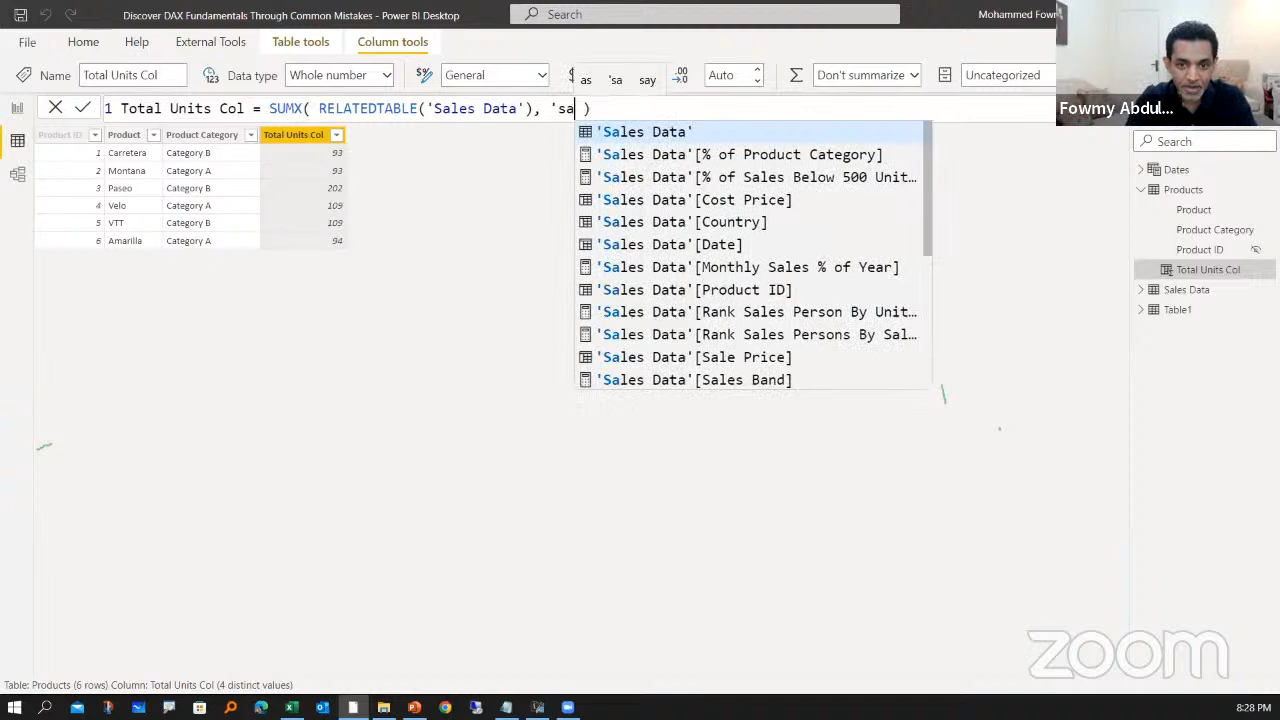 Discover DAX Fundamentals Through Common Mistakes - Power BI Desktop
Search
Mohammed Fowm
File
Home
Help
External Tools
Table tools
Column tools
Name
Total Units Col
Data type
Whole number
General
as
'sa
say
Auto
Don't summarize
Uncategorized
Fowmy Abdul...
1 Total Units Col = SUMX( RELATEDTABLE('Sales Data'), 'sa )
Product ID
Product
Product Category
Total Units Col
1 Carretera Category B 93
2 Montana Category A 93
3 Paseo Category B 202
4 Velo Category A 109
5 VTT Category B 109
6 Amarilla Category A 94
'Sales Data'
'Sales Data'[% of Product Category]
'Sales Data'[% of Sales Below 500 Unit...
'Sales Data'[Cost Price]
'Sales Data'[Country]
'Sales Data'[Date]
'Sales Data'[Monthly Sales % of Year]
'Sales Data'[Product ID]
'Sales Data'[Rank Sales Person By Unit...
'Sales Data'[Rank Sales Persons By Sal...
'Sales Data'[Sale Price]
'Sales Data'[Sales Band]
Search
Dates
Products
Product
Product Category
Product ID
Total Units Col
Sales Data
Table1
zoom
Table: Products (6 rows) Column: Total Units Col (4 distinct values)
8:28 PM